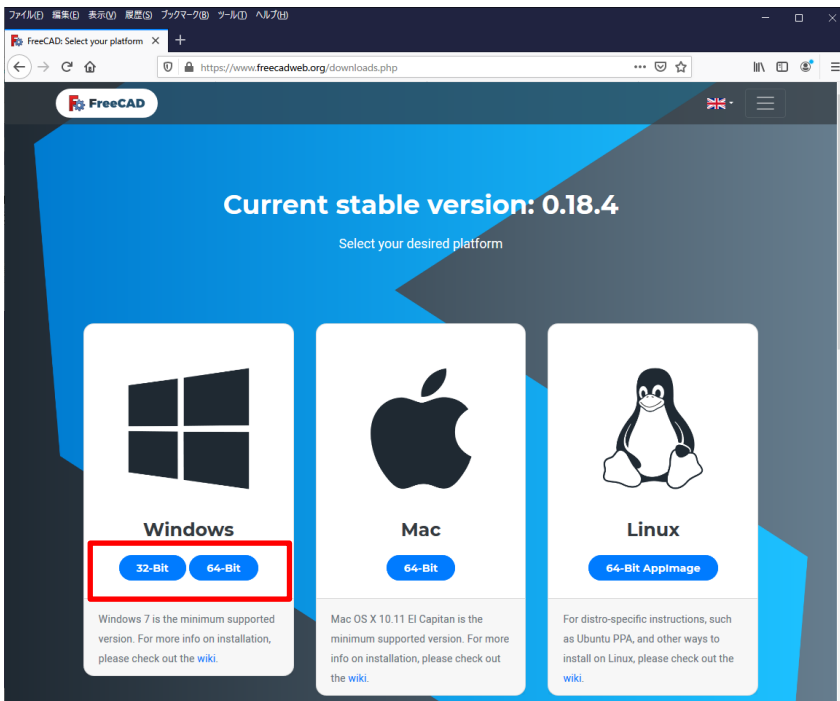 ファイル(F) 編集(E) 表示(V) 履歴(S) ブックマーク(B) ツール(T) ヘルプ(H)
FreeCAD: Select your platform
https://www.freecadweb.org/downloads.php
FreeCAD
Current stable version: 0.18.4
Select your desired platform
Windows
32-Bit 64-Bit
Windows 7 is the minimum supported
version. For more info on installation,
please check out the wiki.
Mac
64-Bit
Mac OS X 10.11 El Capitan is the
minimum supported version. For more
info on installation, please check out
the wiki.
Linux
64-Bit AppImage
For distro-specific instructions, such
as Ubuntu PPA, and other ways to
install on Linux, please check out the
wiki.